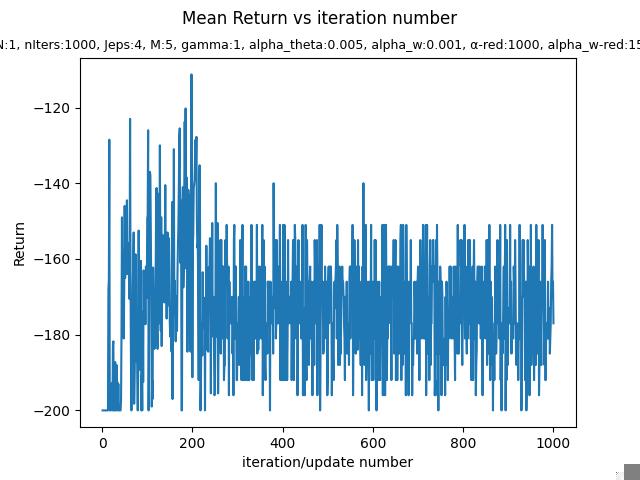 Mean Return vs iteration number
N:1, nIters:1000, Jeps:4, M:5, gamma:1, alpha_theta:0.005, alpha_w:0.001, α-red:1000, alpha_w-red:15
−120
−140
−160
−180
−200
Return
0 200 400 600 800 1000
iteration/update number